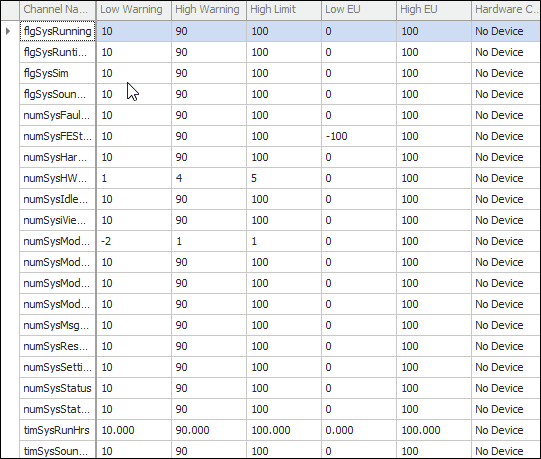 Channel Na... Low Warning High Warning High Limit Low EU High EU Hardware C...
flgSysRunning 10 90 100 0 100 No Device
flgSysRunti... 10 90 100 0 100 No Device
flgSysSim 10 90 100 0 100 No Device
flgSysSoun... 10 90 100 0 100 No Device
numSysFaul... 10 90 100 0 100 No Device
numSysFESt... 10 90 100 -100 100 No Device
numSysHar... 10 90 100 0 100 No Device
numSysHW... 1 4 5 0 100 No Device
numSysIdle... 10 90 100 0 100 No Device
numSysiVie... 10 90 100 0 100 No Device
numSysMod... -2 1 1 0 100 No Device
numSysMod... 10 90 100 0 100 No Device
numSysMod... 10 90 100 0 100 No Device
numSysMod... 10 90 100 0 100 No Device
numSysMsg... 10 90 100 0 100 No Device
numSysRes... 10 90 100 0 100 No Device
numSysSetti... 10 90 100 0 100 No Device
numSysStatus 10 90 100 0 100 No Device
numSysStat... 10 90 100 0 100 No Device
timSysRunHrs 10.000 90.000 100.000 0.000 100.000 No Device
timSysSoun... 10 90 100 0 100 No Device